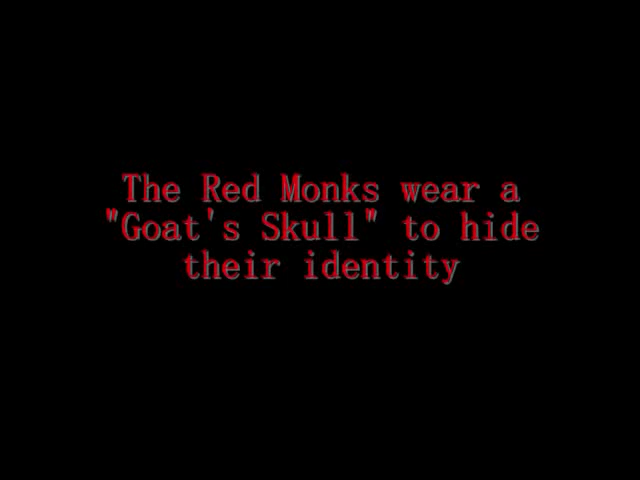 The Red Monks wear a
"Goat's Skull" to hide
their identity